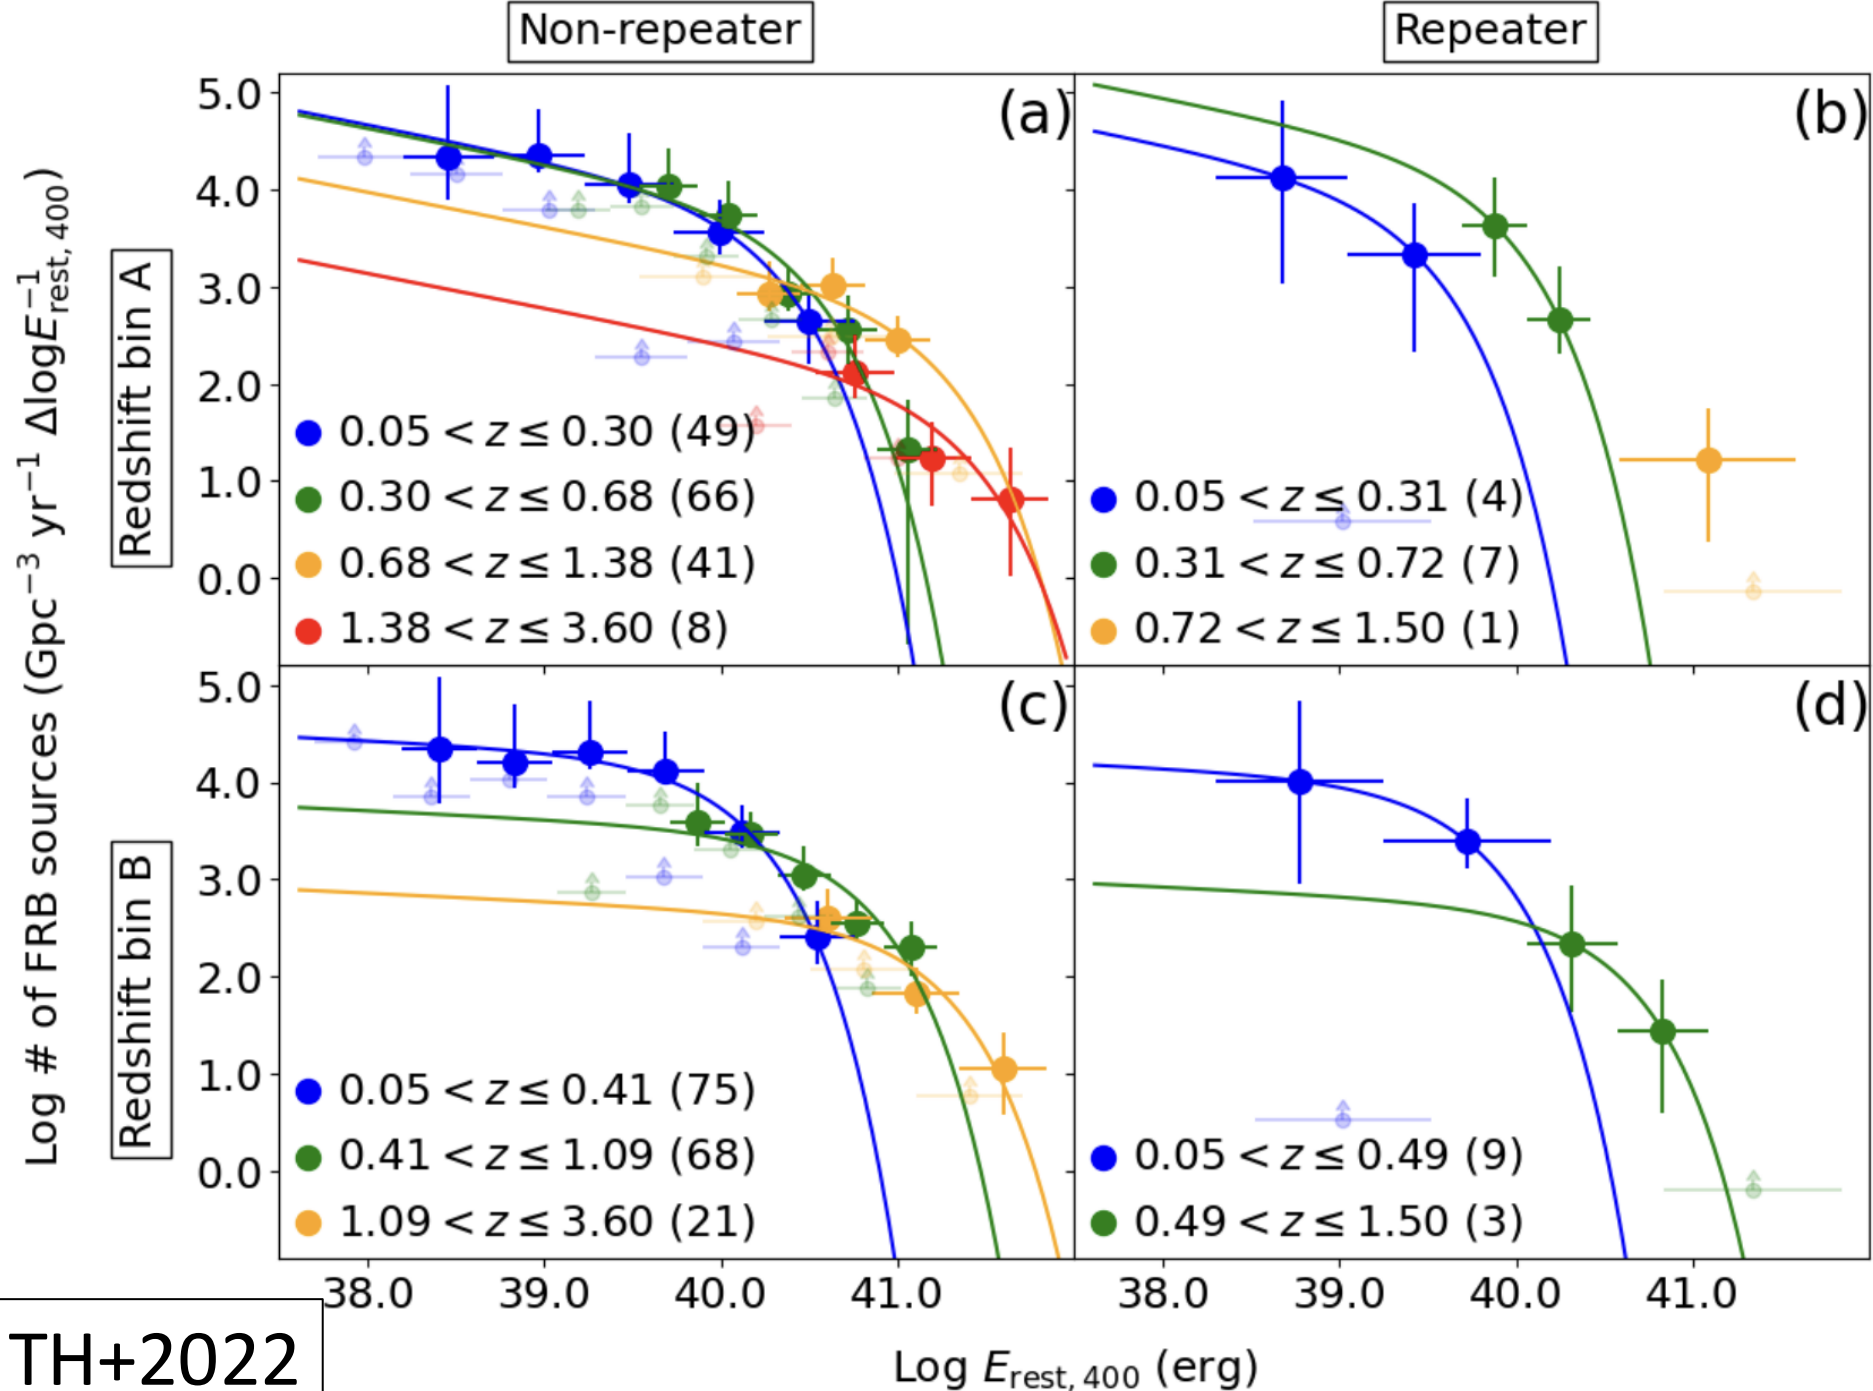 Non-repeater
Repeater
Log # of FRB sources (Gpc⁻³ yr⁻¹ ΔlogE⁻¹rest, 400)
Redshift bin A
5.0
4.0
3.0
2.0
1.0
0.0
(a)
0.05 < z ≤ 0.30 (49)
0.30 < z ≤ 0.68 (66)
0.68 < z ≤ 1.38 (41)
1.38 < z ≤ 3.60 (8)
(b)
0.05 < z ≤ 0.31 (4)
0.31 < z ≤ 0.72 (7)
0.72 < z ≤ 1.50 (1)
Redshift bin B
5.0
4.0
3.0
2.0
1.0
0.0
(c)
0.05 < z ≤ 0.41 (75)
0.41 < z ≤ 1.09 (68)
1.09 < z ≤ 3.60 (21)
(d)
0.05 < z ≤ 0.49 (9)
0.49 < z ≤ 1.50 (3)
38.0 39.0 40.0 41.0
38.0 39.0 40.0 41.0
Log Erest, 400 (erg)
TH+2022